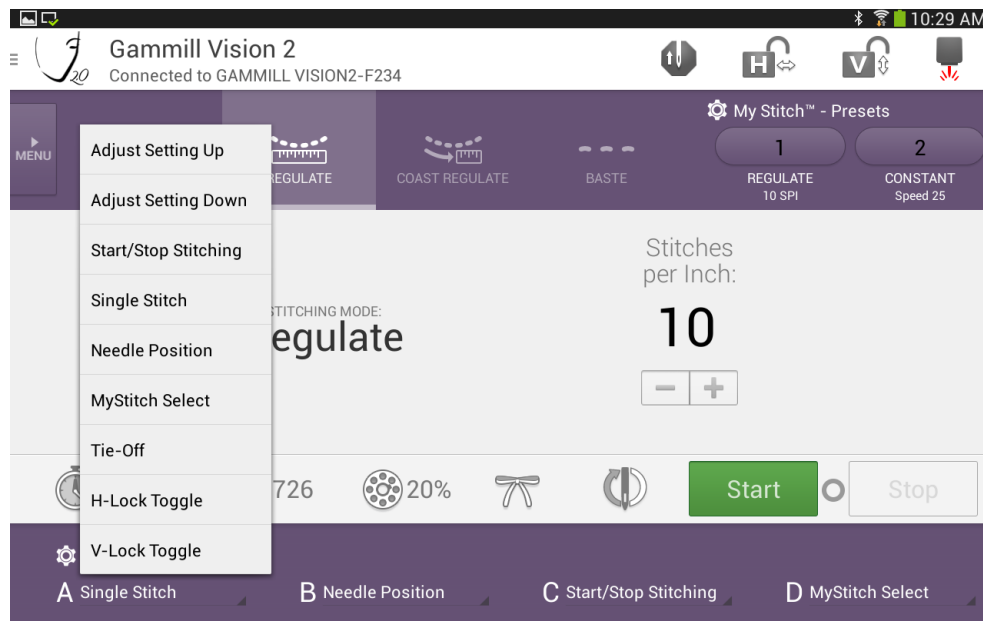 10:29 AM
Gammill Vision 2
20
Connected to GAMMILL VISION2-F234
H
V
My Stitch™ - Presets
MENU
1
2
REGULATE
COAST REGULATE
BASTE
REGULATE
CONSTANT
10 SPI
Speed 25
Adjust Setting Up
Adjust Setting Down
Start/Stop Stitching
Single Stitch
Needle Position
MyStitch Select
Tie-Off
H-Lock Toggle
V-Lock Toggle
STITCHING MODE:
egulate
Stitches
per Inch:
10
726
20%
Start
Stop
A Single Stitch
B Needle Position
C Start/Stop Stitching
D MyStitch Select